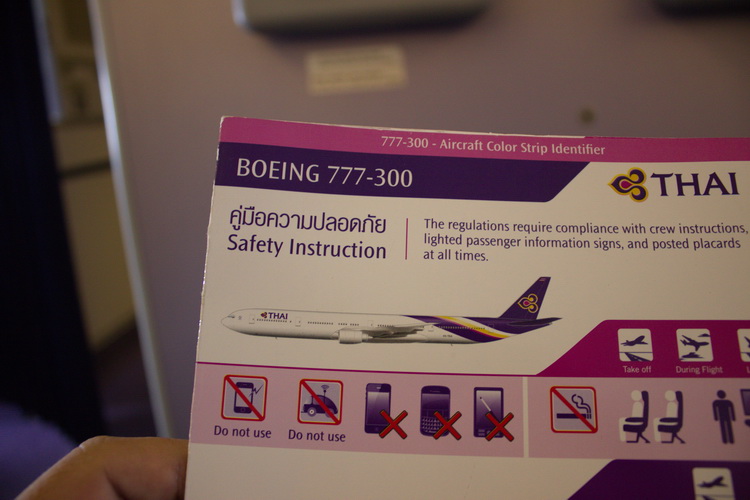 777-300 - Aircraft Color Strip Identifier
BOEING 777-300
THAI
คู่มือความปลอดภัย
Safety Instruction
The regulations require compliance with crew instructions,
lighted passenger information signs, and posted placards
at all times.
THAI
Take off
During Flight
Do not use
Do not use